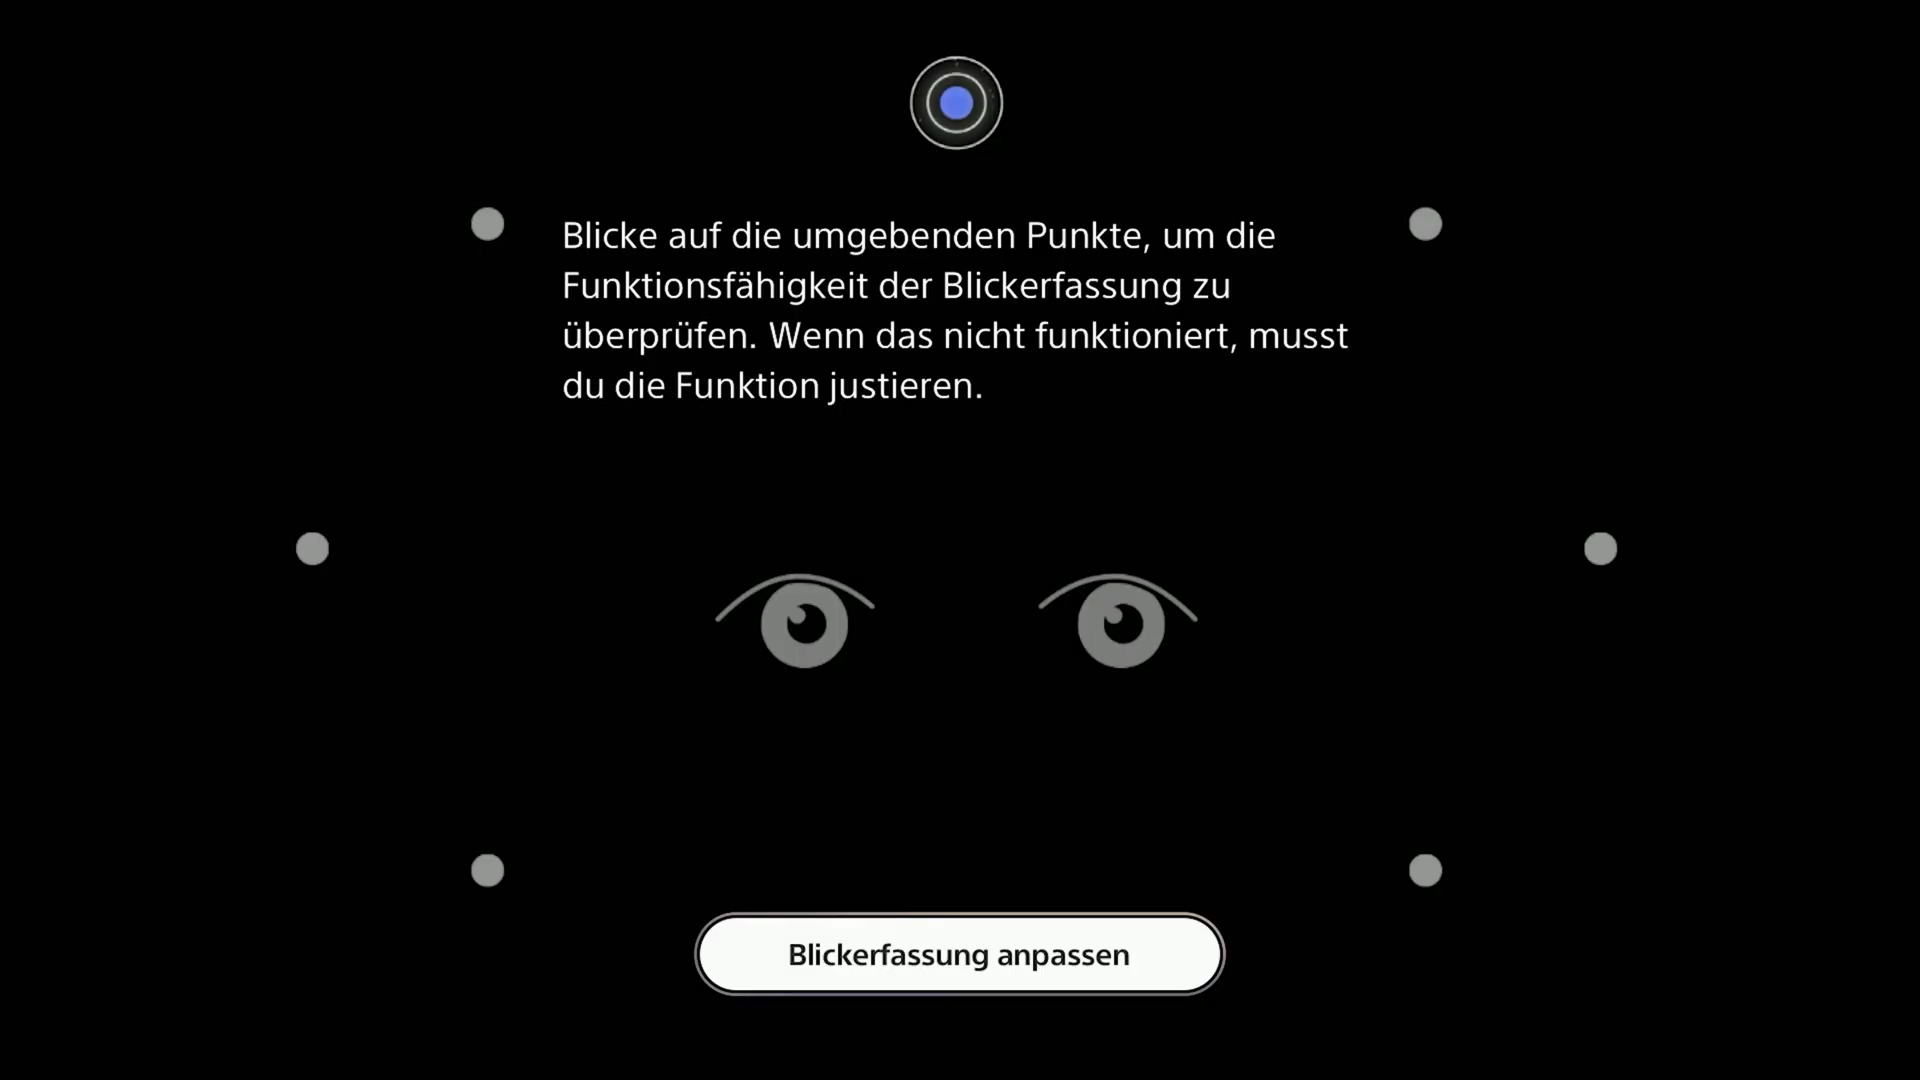 Blicke auf die umgebenden Punkte, um die
Funktionsfähigkeit der Blickerfassung zu
überprüfen. Wenn das nicht funktioniert, musst
du die Funktion justieren.
Blickerfassung anpassen